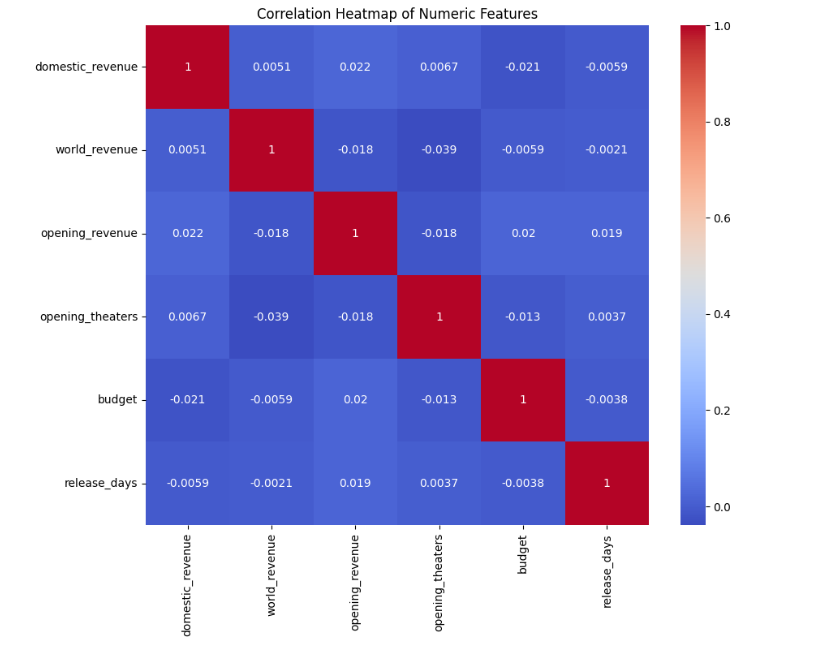 Correlation Heatmap of Numeric Features
domestic_revenue 1 0.0051 0.022 0.0067 -0.021 -0.0059
world_revenue 0.0051 1 -0.018 -0.039 -0.0059 -0.0021
opening_revenue 0.022 -0.018 1 -0.018 0.02 0.019
opening_theaters 0.0067 -0.039 -0.018 1 -0.013 0.0037
budget -0.021 -0.0059 0.02 -0.013 1 -0.0038
release_days -0.0059 -0.0021 0.019 0.0037 -0.0038 1
domestic_revenue
world_revenue
opening_revenue
opening_theaters
budget
release_days
1.0
0.8
0.6
0.4
0.2
0.0